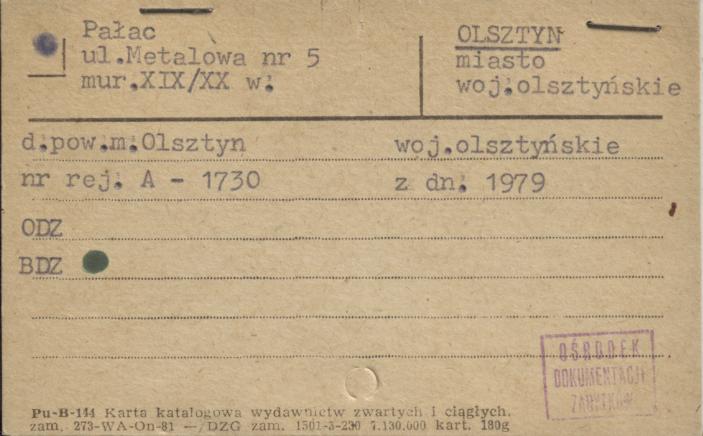 Pałac
ul.Metalowa nr 5
mur.XIX/XX w.
OLSZTYN
miasto
woj.olsztyńskie
d.pow.m.Olsztyn woj.olsztyńskie
nr rej. A - 1730 z dn. 1979
ODZ
BDZ
OŚRODEK
DOKUMENTACJI
ZABYTKÓW
Pu-B-144 Karta katalogowa wydawnictw zwartych i ciągłych.
zam. 273-WA-On-81 — DZG zam. 1501-3-230 7.130.000 kart. 180g